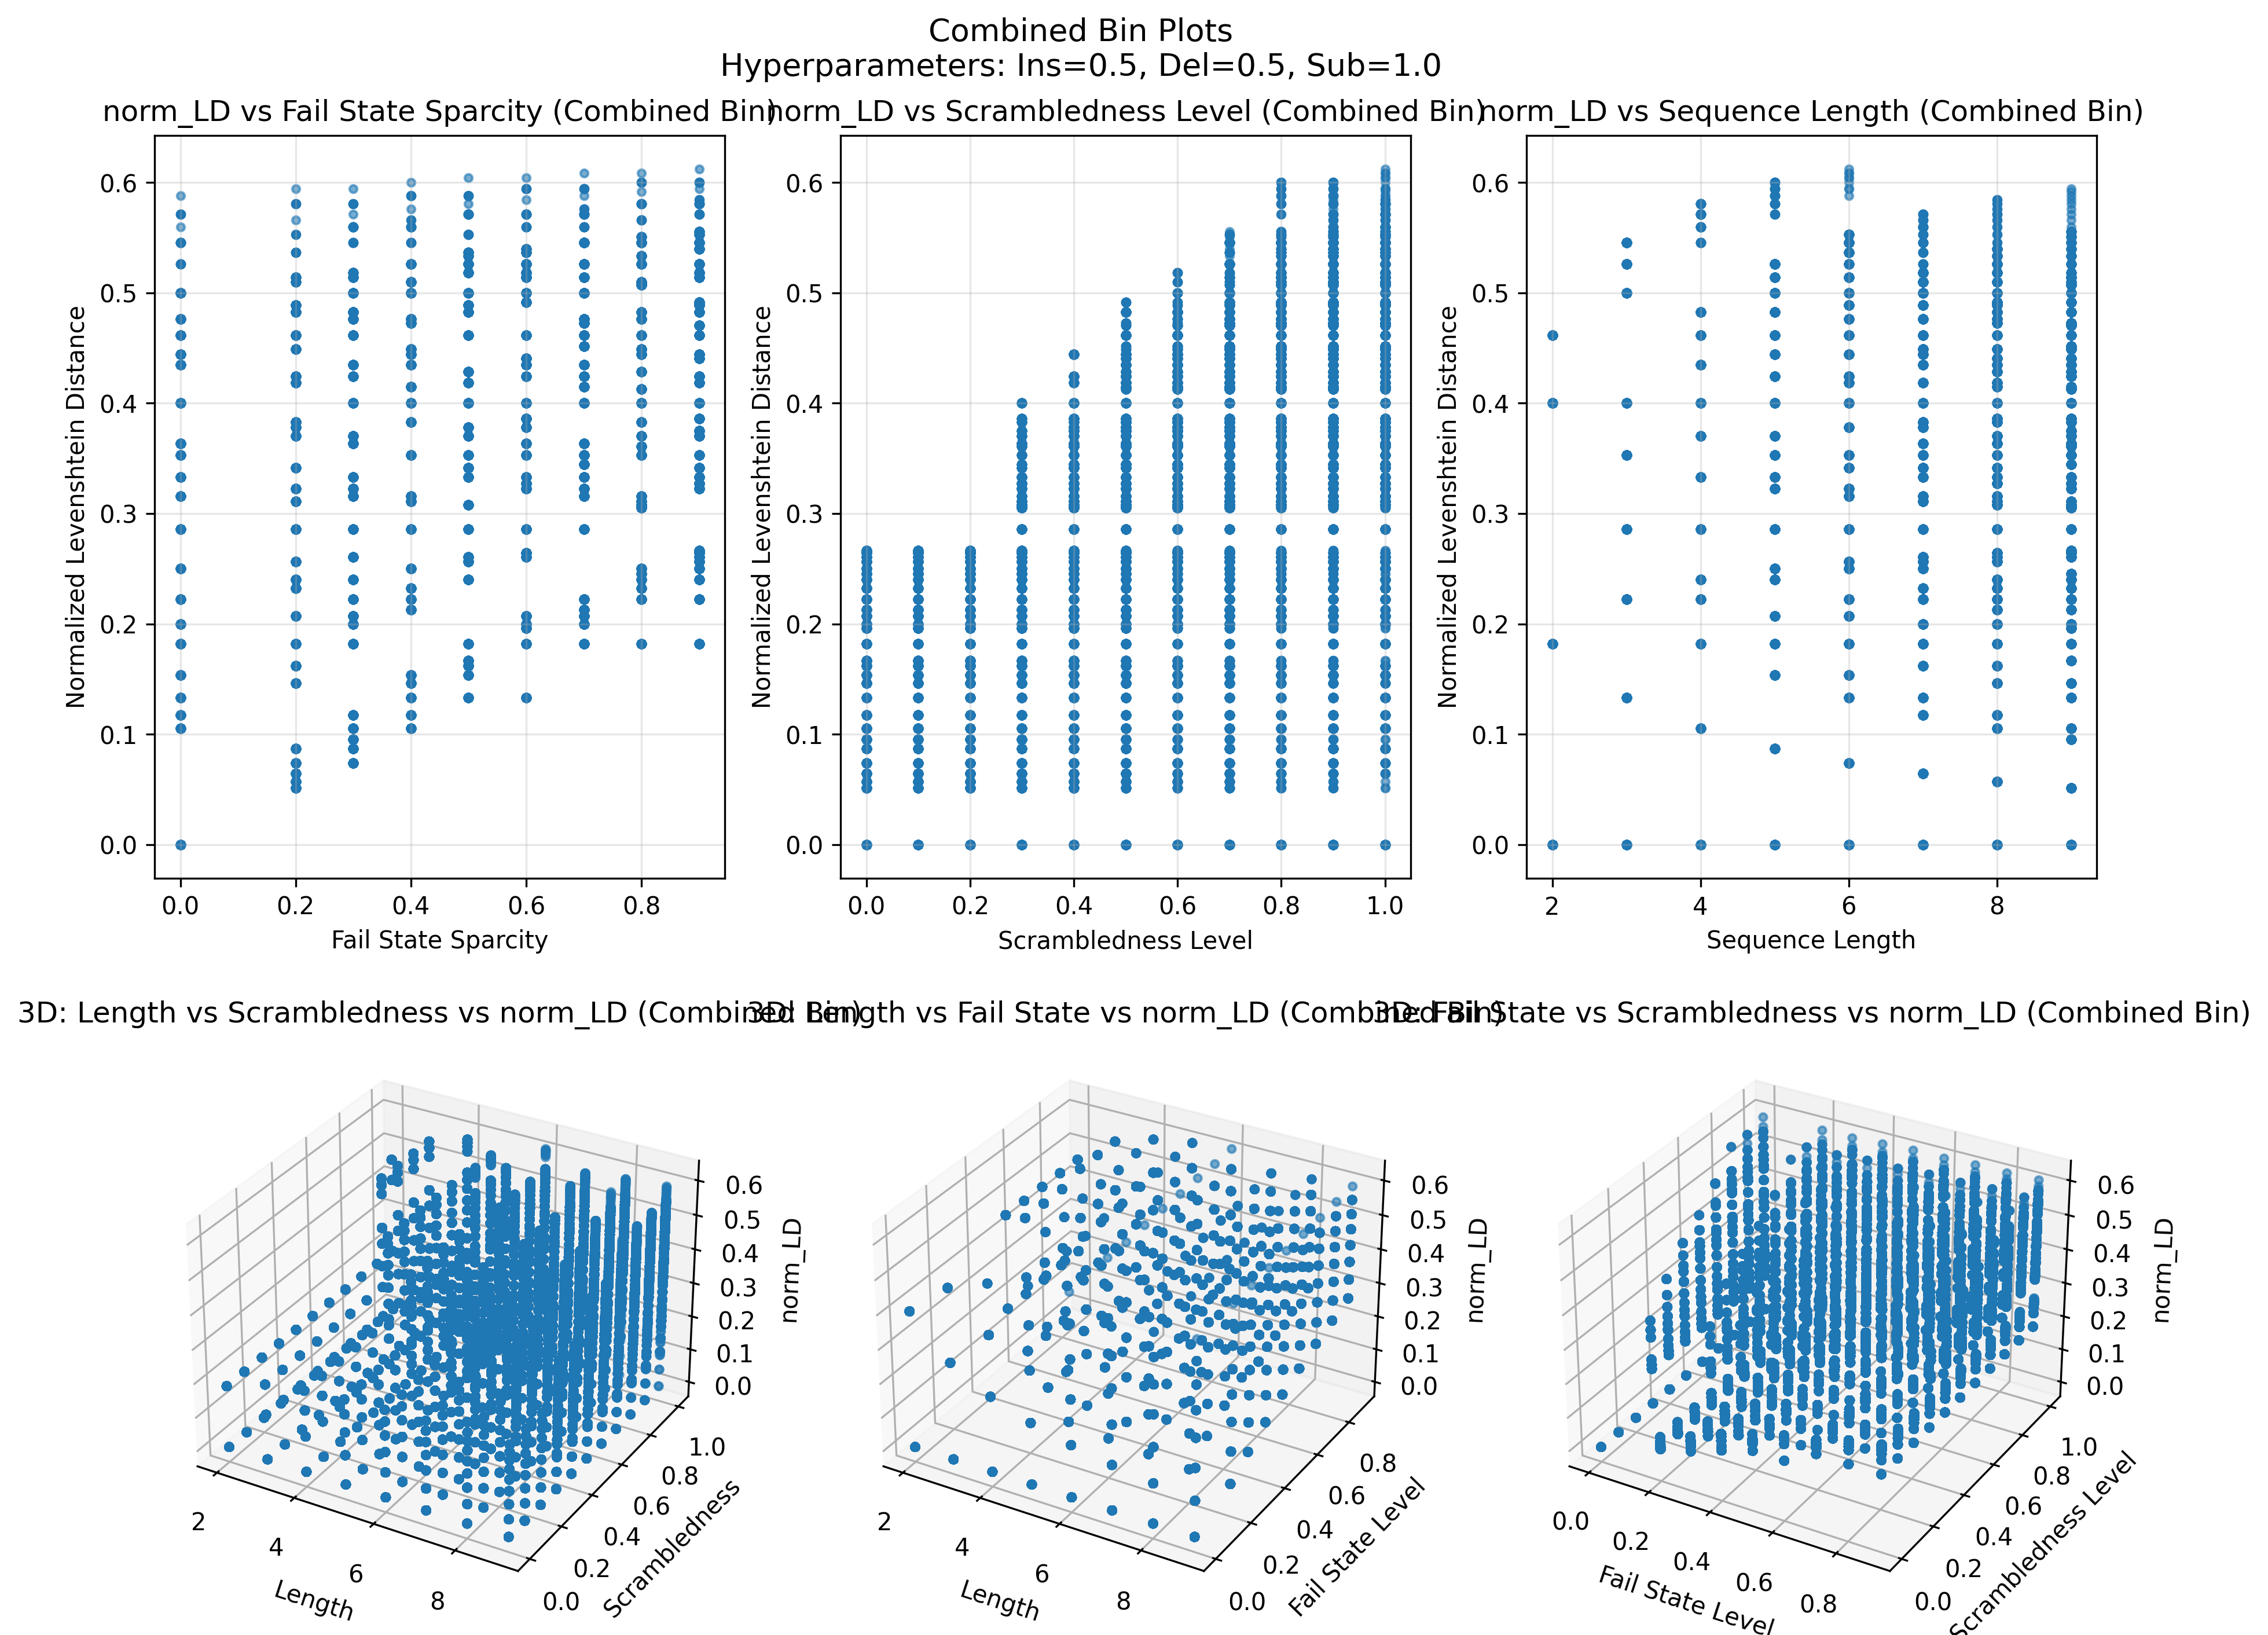 Combined Bin Plots
Hyperparameters: Ins=0.5, Del=0.5, Sub=1.0
norm_LD vs Fail State Sparcity (Combined Bin)
norm_LD vs Scrambledness Level (Combined Bin)
norm_LD vs Sequence Length (Combined Bin)
Normalized Levenshtein Distance
0.6
0.5
0.4
0.3
0.2
0.1
0.0
0.0 0.2 0.4 0.6 0.8
Fail State Sparcity
Normalized Levenshtein Distance
0.6
0.5
0.4
0.3
0.2
0.1
0.0
0.0 0.2 0.4 0.6 0.8 1.0
Scrambledness Level
Normalized Levenshtein Distance
0.6
0.5
0.4
0.3
0.2
0.1
0.0
2 4 6 8
Sequence Length
3D: Length vs Scrambledness vs norm_LD (Combined Bin)
3D: Length vs Fail State vs norm_LD (Combined Bin)
3D: Fail State vs Scrambledness vs norm_LD (Combined Bin)
2 4 6 8
Length
0.0 0.2 0.4 0.6 0.8 1.0
Scrambledness
0.0 0.1 0.2 0.3 0.4 0.5 0.6
norm_LD
2 4 6 8
Length
0.0 0.2 0.4 0.6 0.8
Fail State Level
0.0 0.1 0.2 0.3 0.4 0.5 0.6
norm_LD
0.0 0.2 0.4 0.6 0.8
Fail State Level
0.0 0.2 0.4 0.6 0.8 1.0
Scrambledness Level
0.0 0.1 0.2 0.3 0.4 0.5 0.6
norm_LD